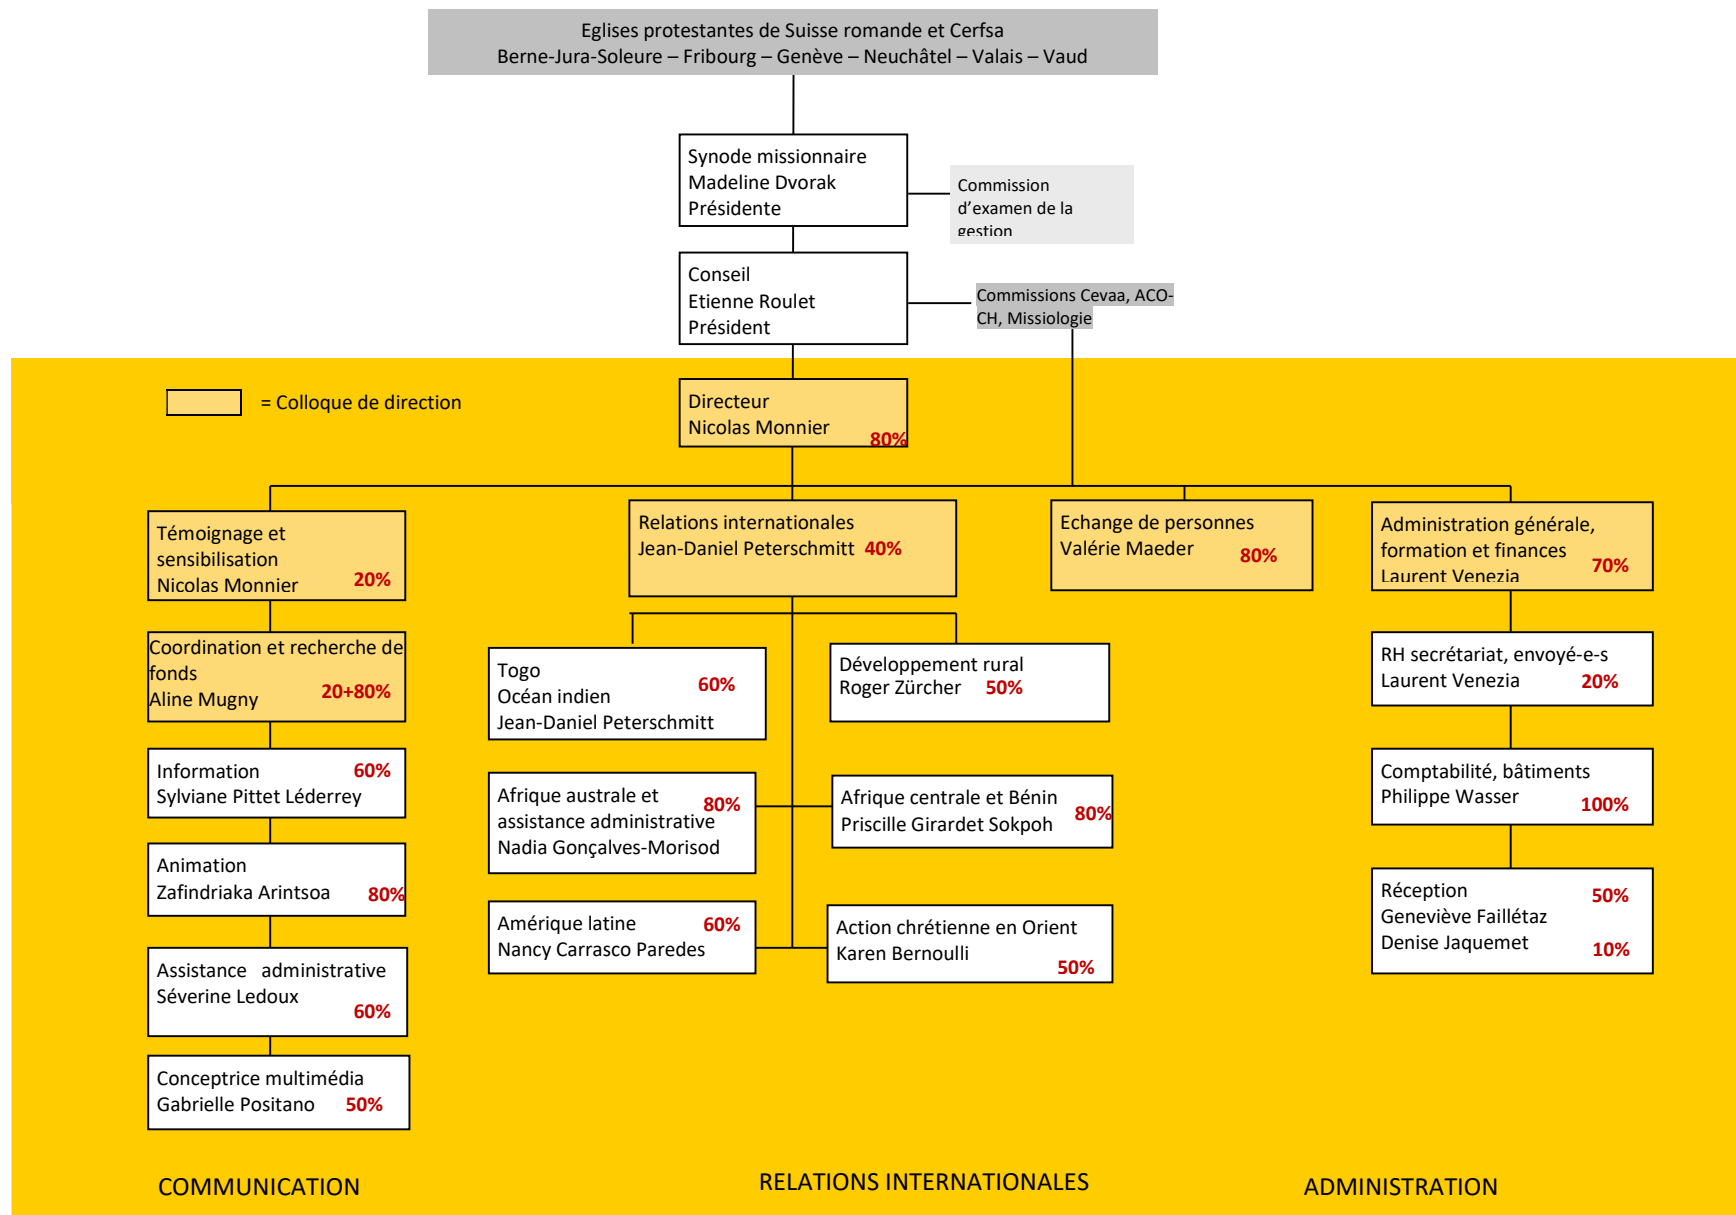 Eglises protestantes de Suisse romande et Cerfsa
Berne-Jura-Soleure – Fribourg – Genève – Neuchâtel – Valais – Vaud
Synode missionnaire
Madeline Dvorak
Présidente
Commission
d’examen de la
gestion
Conseil
Etienne Roulet
Président
Commissions Cevaa, ACO-
CH, Missiologie
= Colloque de direction
Directeur
Nicolas Monnier 80%
Témoignage et
sensibilisation
Nicolas Monnier 20%
Relations internationales
Jean-Daniel Peterschmitt 40%
Echange de personnes
Valérie Maeder 80%
Administration générale,
formation et finances
Laurent Venezia 70%
Coordination et recherche de
fonds
Aline Mugny 20+80%
Information 60%
Sylviane Pittet Léderrey
Animation
Zafindriaka Arintsoa 80%
Assistance administrative
Séverine Ledoux
60%
Conceptrice multimédia
Gabrielle Positano 50%
Togo 60%
Océan indien
Jean-Daniel Peterschmitt
Développement rural
Roger Zürcher 50%
Afrique australe et 80%
assistance administrative
Nadia Gonçalves-Morisod
Afrique centrale et Bénin
Priscille Girardet Sokpoh 80%
Amérique latine 60%
Nancy Carrasco Paredes
Action chrétienne en Orient
Karen Bernoulli
50%
RH secrétariat, envoyé-e-s
Laurent Venezia 20%
Comptabilité, bâtiments
Philippe Wasser 100%
Réception 50%
Geneviève Faillétaz
Denise Jaquemet 10%
COMMUNICATION
RELATIONS INTERNATIONALES
ADMINISTRATION